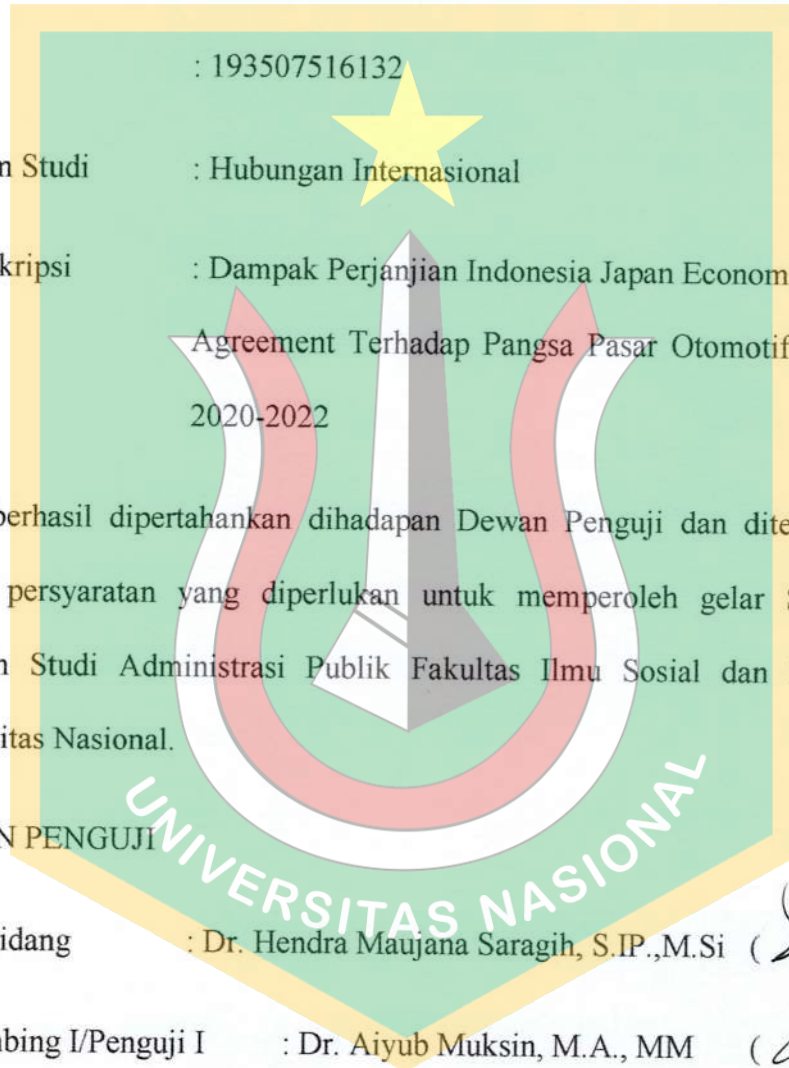 : 193507516132
n Studi : Hubungan Internasional
kripsi : Dampak Perjanjian Indonesia Japan Econom
Agreement Terhadap Pangsa Pasar Otomotif
2020-2022
berhasil dipertahankan dihadapan Dewan Penguji dan dite
persyaratan yang diperlukan untuk memperoleh gelar S
n Studi Administrasi Publik Fakultas Ilmu Sosial dan
itas Nasional.
N PENGUJI
UNIVERSITAS NASIONAL
idang : Dr. Hendra Maujana Saragih, S.IP.,M.Si (
nbing I/Penguji I : Dr. Aiyub Muksin, M.A., MM (